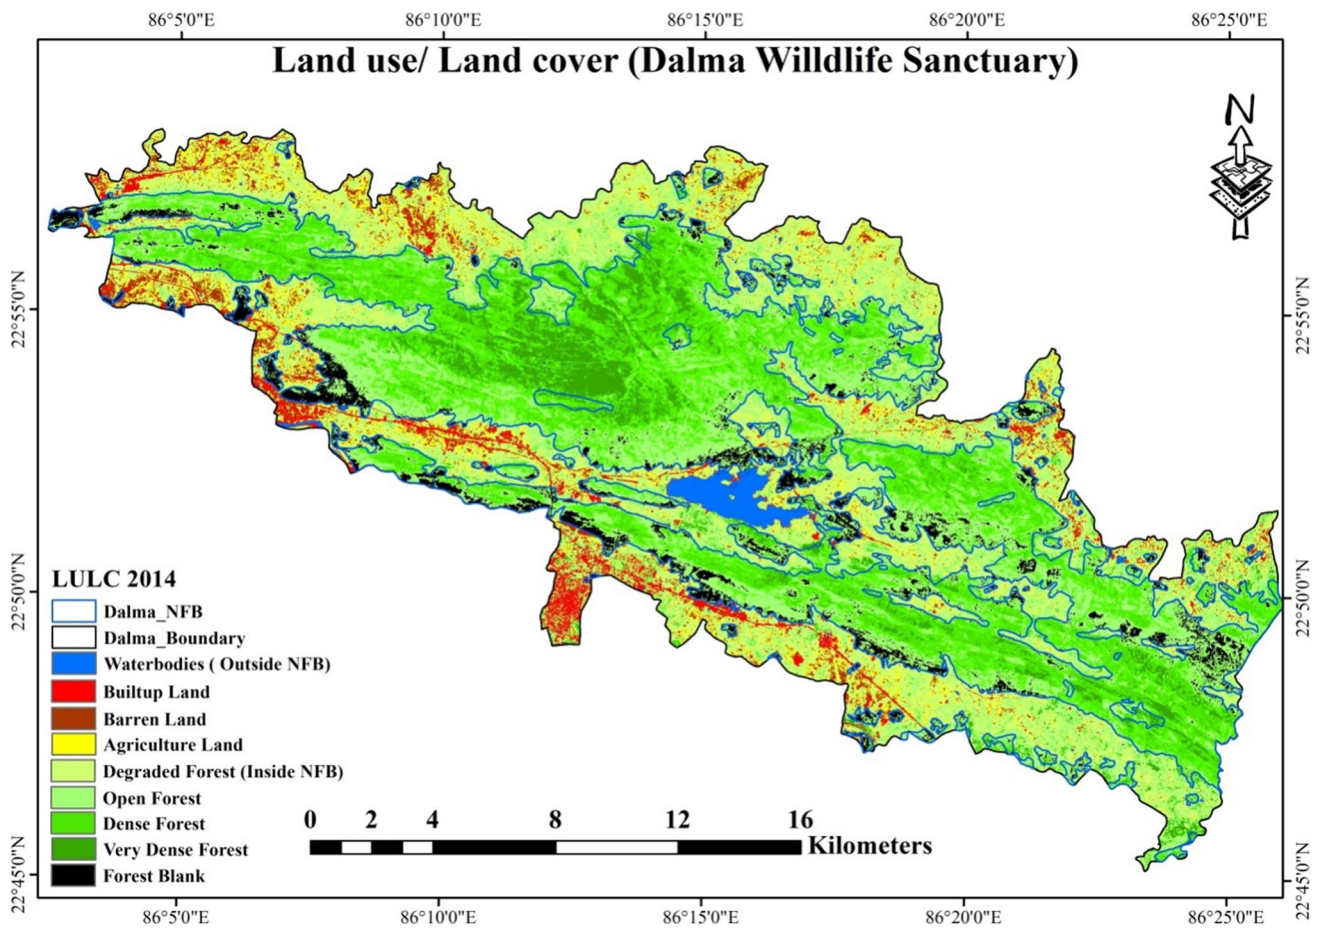 86°5'0"E 86°10'0"E 86°15'0"E 86°20'0"E 86°25'0"E
Land use/ Land cover (Dalma Willdlife Sanctuary)
N
22°55'0"N 22°55'0"N
22°50'0"N 22°50'0"N
LULC 2014
Dalma_NFB
Dalma_Boundary
Waterbodies ( Outside NFB)
Builtup Land
Barren Land
Agriculture Land
Degraded Forest (Inside NFB)
Open Forest
Dense Forest
Very Dense Forest
Forest Blank
0 2 4 8 12 16
Kilometers
22°45'0"N 22°45'0"N
86°5'0"E 86°10'0"E 86°15'0"E 86°20'0"E 86°25'0"E